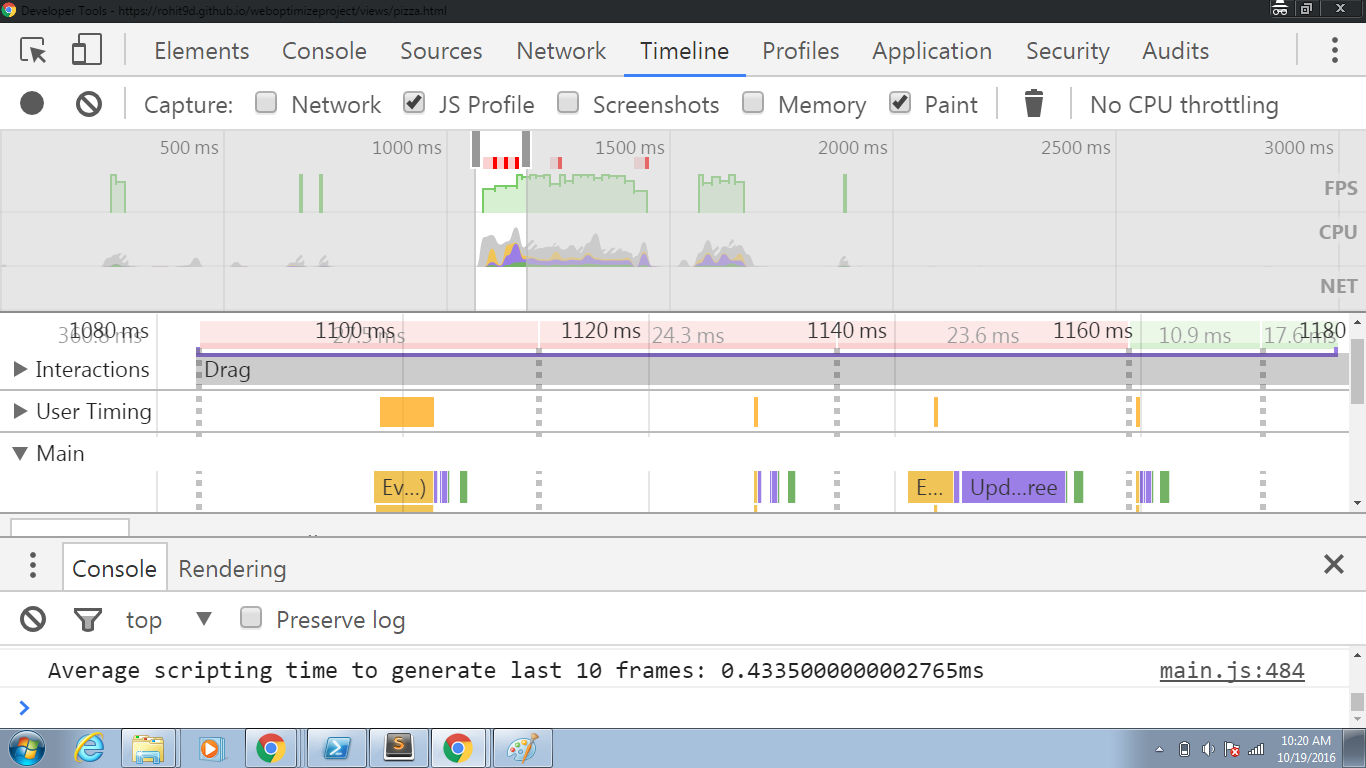 Developer Tools - https://rohit9d.github.io/weboptimizeproject/views/pizza.html
Elements Console Sources Network Timeline Profiles Application Security Audits
Capture: Network JS Profile Screenshots Memory Paint No CPU throttling
500 ms 1000 ms 1500 ms 2000 ms 2500 ms 3000 ms
FPS
CPU
NET
1080 ms 1100 ms 1120 ms 1140 ms 1160 ms 1180
360.8 ms 27.5 ms 24.3 ms 23.6 ms 10.9 ms 17.6 ms
Interactions Drag
User Timing
Main
Ev...) E... Upd...ree
Console Rendering
top Preserve log
Average scripting time to generate last 10 frames: 0.4335000000002765ms main.js:484
10:20 AM
10/19/2016